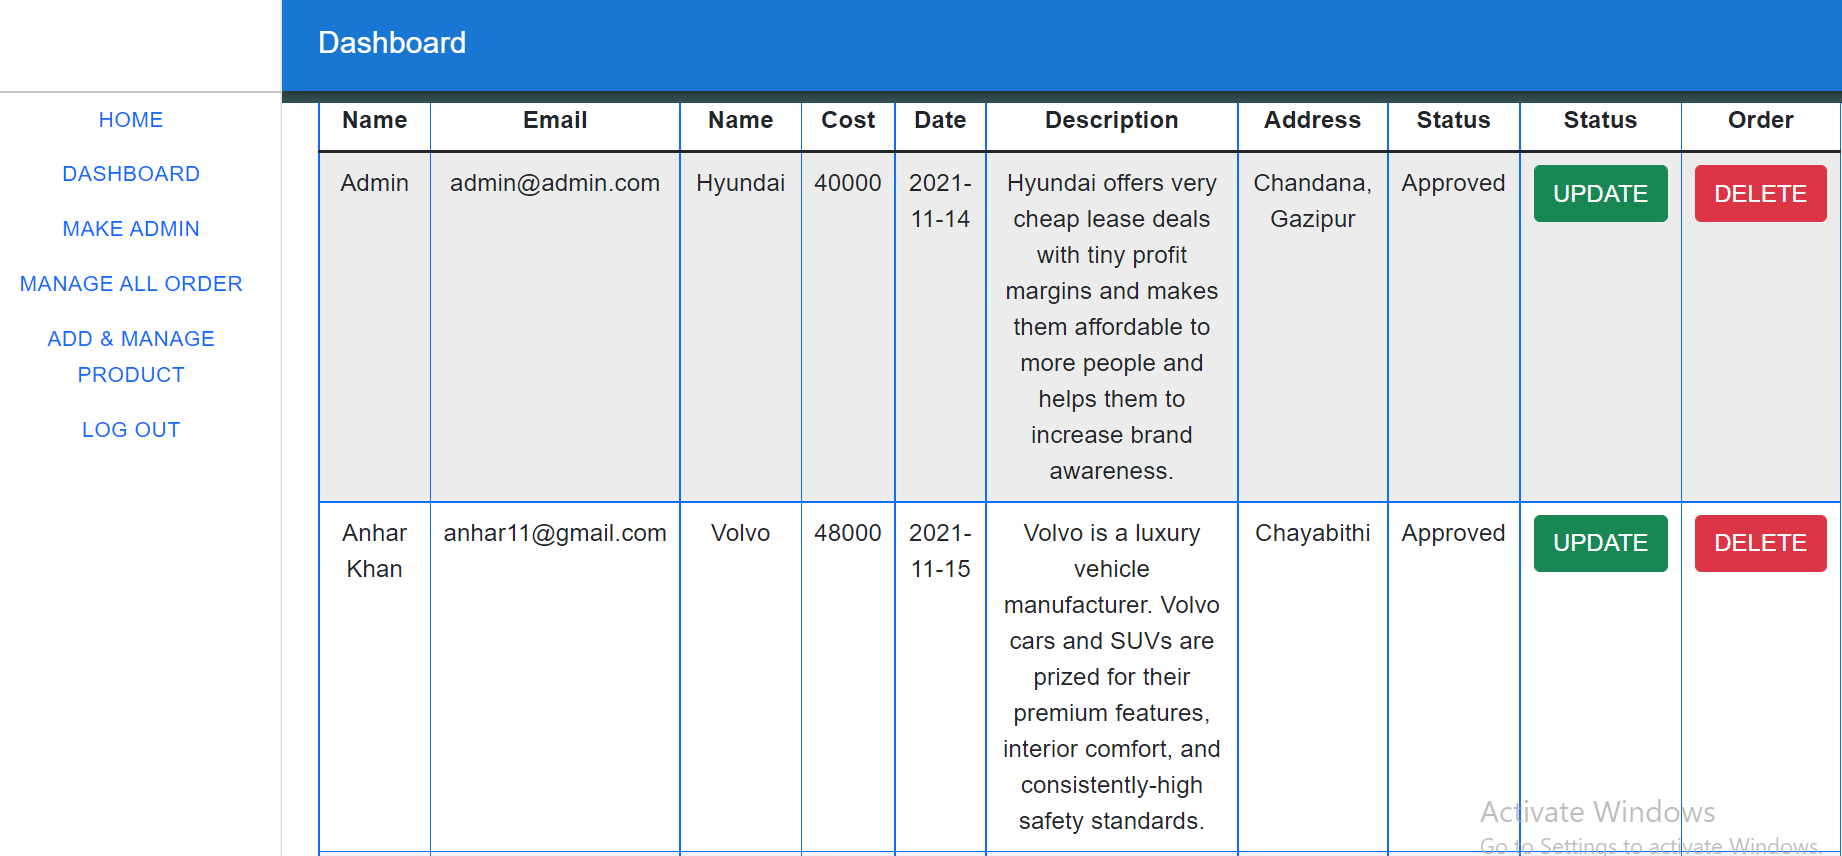 Dashboard
HOME
DASHBOARD
MAKE ADMIN
MANAGE ALL ORDER
ADD & MANAGE
PRODUCT
LOG OUT
Name Email Name Cost Date Description Address Status Status Order
Admin admin@admin.com Hyundai 40000 2021- Hyundai offers very Chandana, Approved UPDATE DELETE
11-14 cheap lease deals Gazipur
with tiny profit
margins and makes
them affordable to
more people and
helps them to
increase brand
awareness.
Anhar anhar11@gmail.com Volvo 48000 2021- Volvo is a luxury Chayabithi Approved UPDATE DELETE
Khan 11-15 vehicle
manufacturer. Volvo
cars and SUVs are
prized for their
premium features,
interior comfort, and
consistently-high
safety standards.
Activate Windows
Go to Settings to activate Windows.